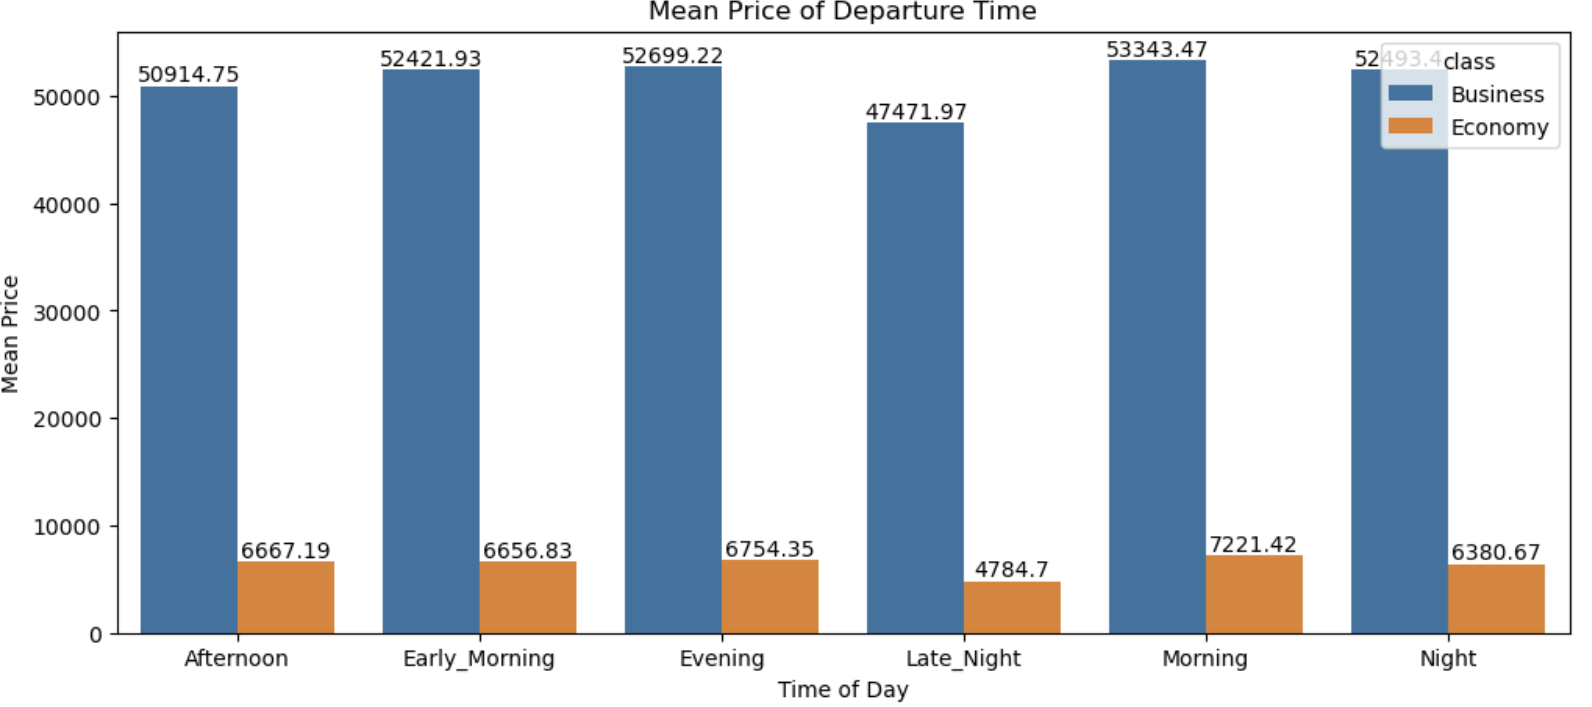 Mean Price of Departure Time
50914.75
52421.93
52699.22
47471.97
53343.47
52493.4
6667.19
6656.83
6754.35
4784.7
7221.42
6380.67
class
Business
Economy
Mean Price
50000
40000
30000
20000
10000
0
Afternoon Early_Morning Evening Late_Night Morning Night
Time of Day